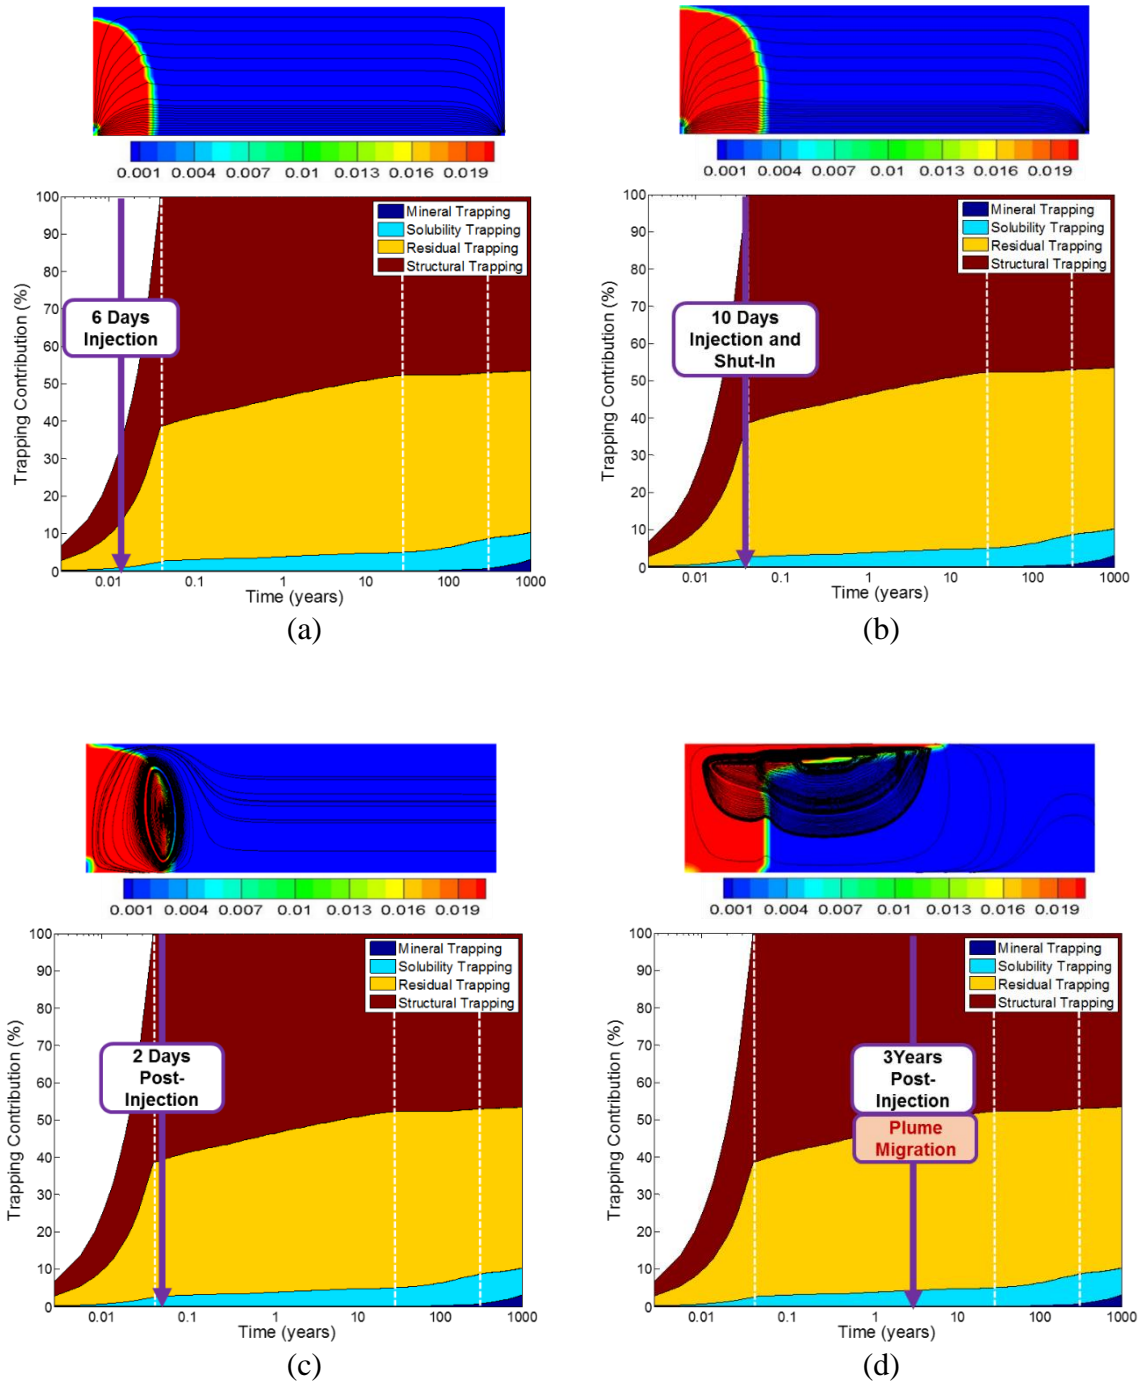 0.001 0.004 0.007 0.01 0.013 0.016 0.019
100
90
80
70
60
50
40
30
20
10
0
Trapping Contribution (%)
Mineral Trapping
Solubility Trapping
Residual Trapping
Structural Trapping
6 Days
Injection
0.01 0.1 1 10 100 1000
Time (years)
(a)
0.001 0.004 0.007 0.01 0.013 0.016 0.019
100
90
80
70
60
50
40
30
20
10
0
Trapping Contribution (%)
Mineral Trapping
Solubility Trapping
Residual Trapping
Structural Trapping
10 Days
Injection and
Shut-In
0.01 0.1 1 10 100 1000
Time (years)
(b)
0.001 0.004 0.007 0.01 0.013 0.016 0.019
100
90
80
70
60
50
40
30
20
10
0
Trapping Contribution (%)
Mineral Trapping
Solubility Trapping
Residual Trapping
Structural Trapping
2 Days
Post-
Injection
0.01 0.1 1 10 100 1000
Time (years)
(c)
0.001 0.004 0.007 0.01 0.013 0.016 0.019
100
90
80
70
60
50
40
30
20
10
0
Trapping Contribution (%)
Mineral Trapping
Solubility Trapping
Residual Trapping
Structural Trapping
3Years
Post-
Injection
Plume
Migration
0.01 0.1 1 10 100 1000
Time (years)
(d)